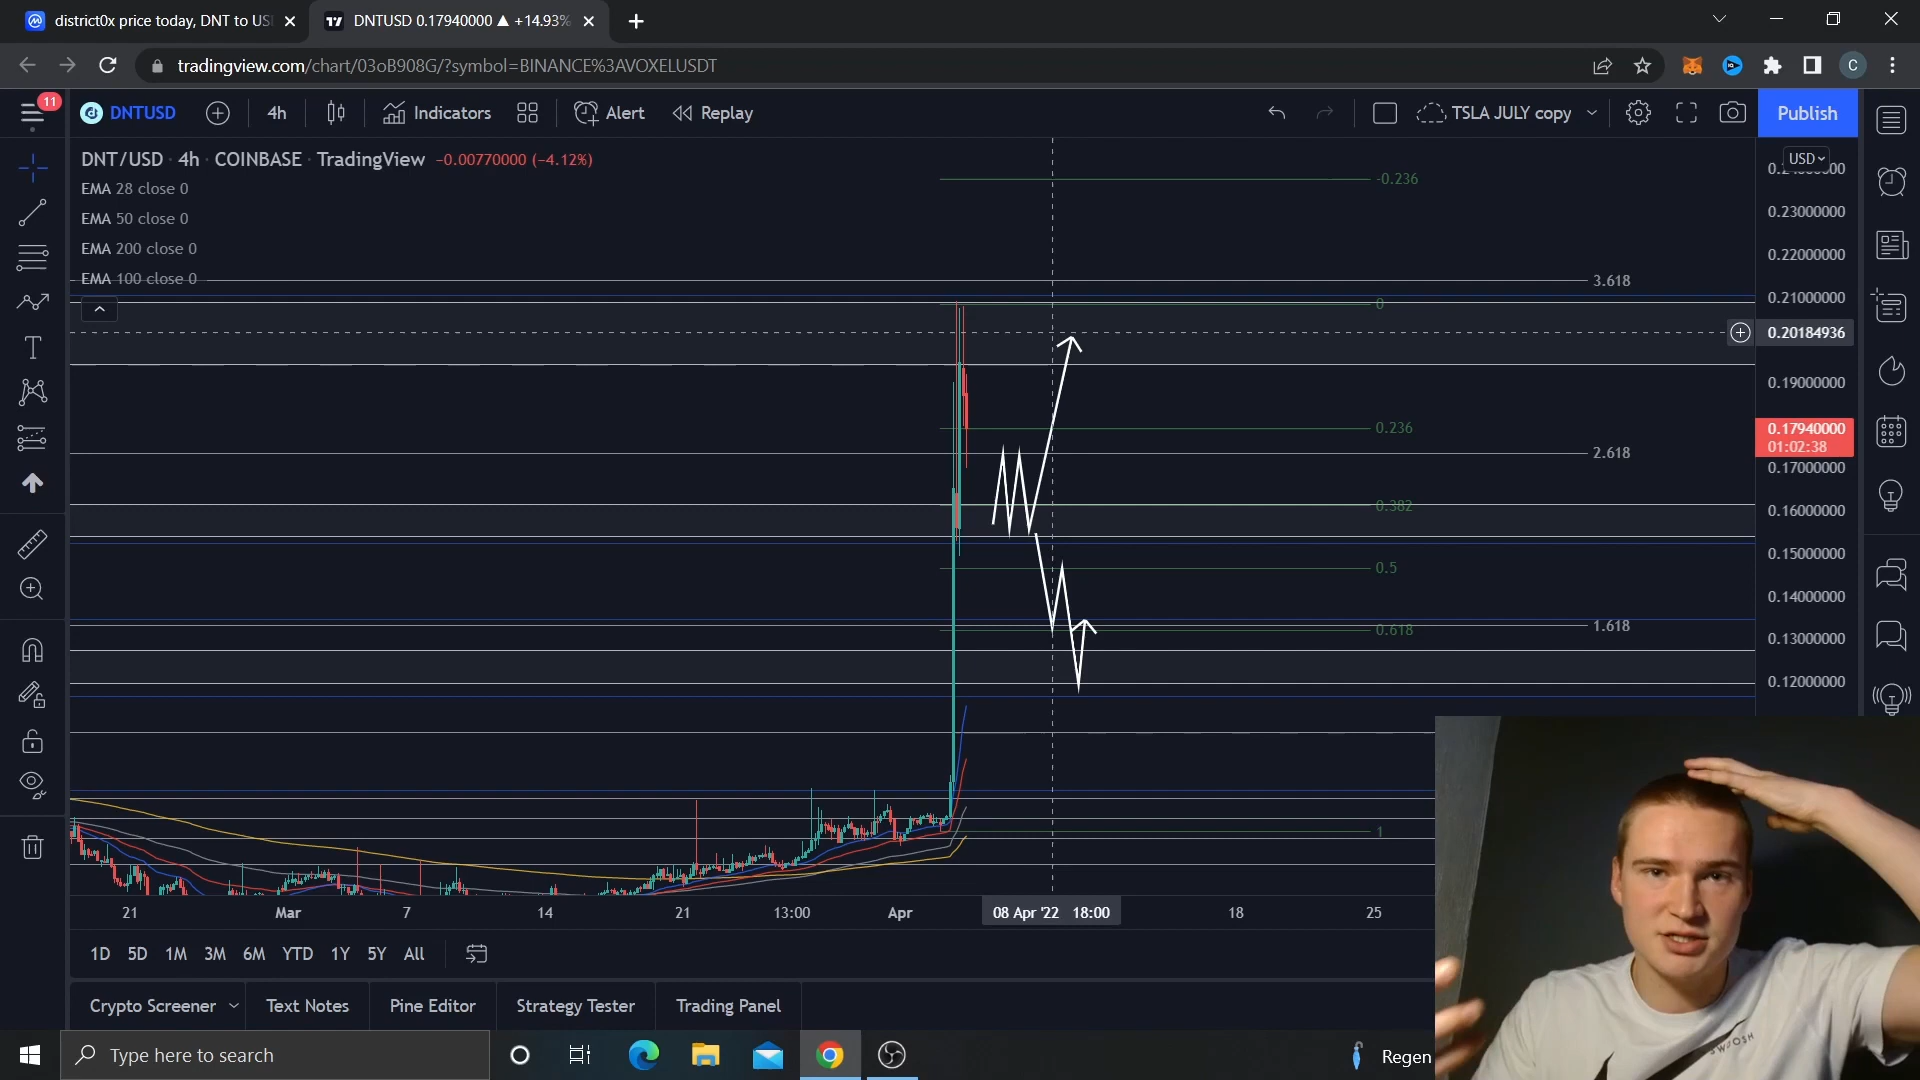 district0x price today, DNT to US
DNTUSD 0.17940000 ▲ +14.93%
tradingview.com/chart/03oB908G/?symbol=BINANCE%3AVOXELUSDT
C
11
DNTUSD
4h
Indicators
Alert
Replay
TSLA JULY copy
Publish
DNT/USD · 4h · COINBASE · TradingView −0.00770000 (−4.12%)
USD
EMA 28 close 0
EMA 50 close 0
EMA 200 close 0
EMA 100 close 0
-0.236
3.618
0
0.236
2.618
0.382
0.5
1.618
0.618
1
0.23000000
0.22000000
0.21000000
0.20184936
0.19000000
0.17940000
01:02:38
0.17000000
0.16000000
0.15000000
0.14000000
0.13000000
0.12000000
21
Mar
7
14
21
13:00
Apr
08 Apr '22 18:00
18
25
1D 5D 1M 3M 6M YTD 1Y 5Y All
Crypto Screener
Text Notes
Pine Editor
Strategy Tester
Trading Panel
Type here to search
Regen
SWOOSH